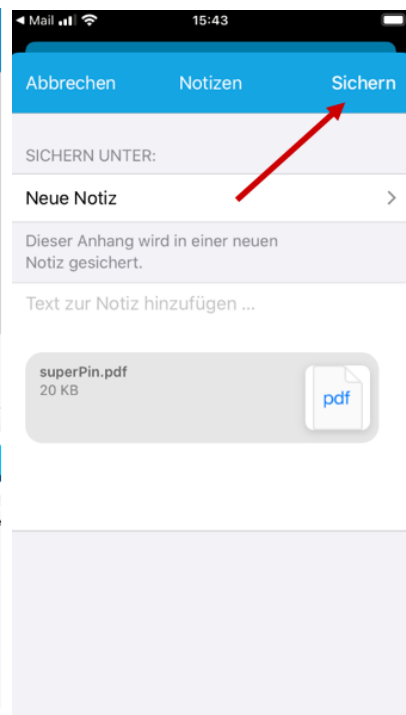 Mail 15:43
Abbrechen Notizen Sichern
SICHERN UNTER:
Neue Notiz
Dieser Anhang wird in einer neuen
Notiz gesichert.
Text zur Notiz hinzufügen ...
superPin.pdf
20 KB
pdf